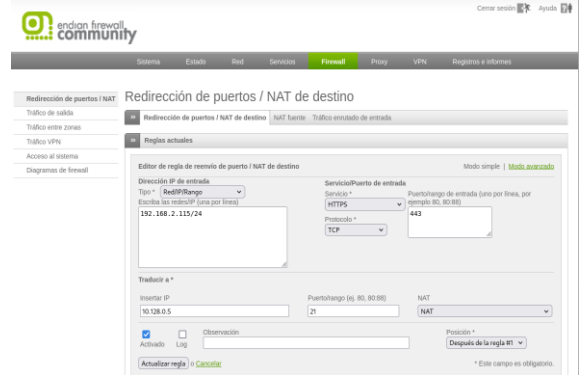 Cerrar sesión Ayuda
endian firewall
community
Sistema Estado Red Servicios Firewall Proxy VPN Registros e informes
Redirección de puertos / NAT
Tráfico de salida
Tráfico entre zonas
Tráfico VPN
Acceso al sistema
Diagramas de firewall
Redirección de puertos / NAT de destino
Redirección de puertos / NAT de destino NAT fuente Tráfico enrutado de entrada
Reglas actuales
Editor de regla de reenvío de puerto / NAT de destino Modo simple | Modo avanzado
Dirección IP de entrada
Tipo * Red/IP/Rango
Escriba las redes/IP (una por línea)
192.168.2.115/24
Servicio/Puerto de entrada
Servicio *
HTTPS
Protocolo *
TCP
Puerto/rango de entrada (uno por línea, por
ejemplo 80, 80:88)
443
Traducir a *
Insertar IP Puerto/rango (ej. 80, 80:88) NAT
10.128.0.5 21 NAT
Activado Log Observación Posición *
Después de la regla #1
Actualizar regla o Cancelar * Este campo es obligatorio.